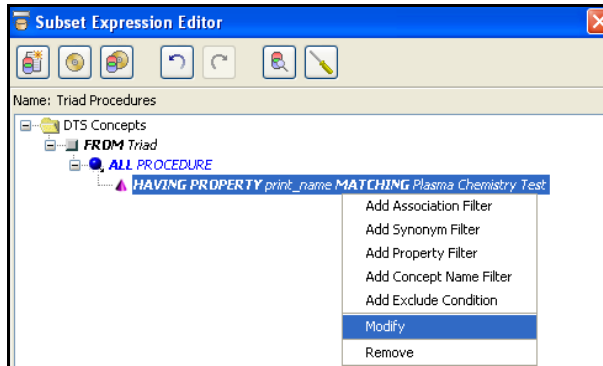 Subset Expression Editor
Name: Triad Procedures
DTS Concepts
FROM Triad
ALL PROCEDURE
HAVING PROPERTY print_name MATCHING Plasma Chemistry Test
Add Association Filter
Add Synonym Filter
Add Property Filter
Add Concept Name Filter
Add Exclude Condition
Modify
Remove